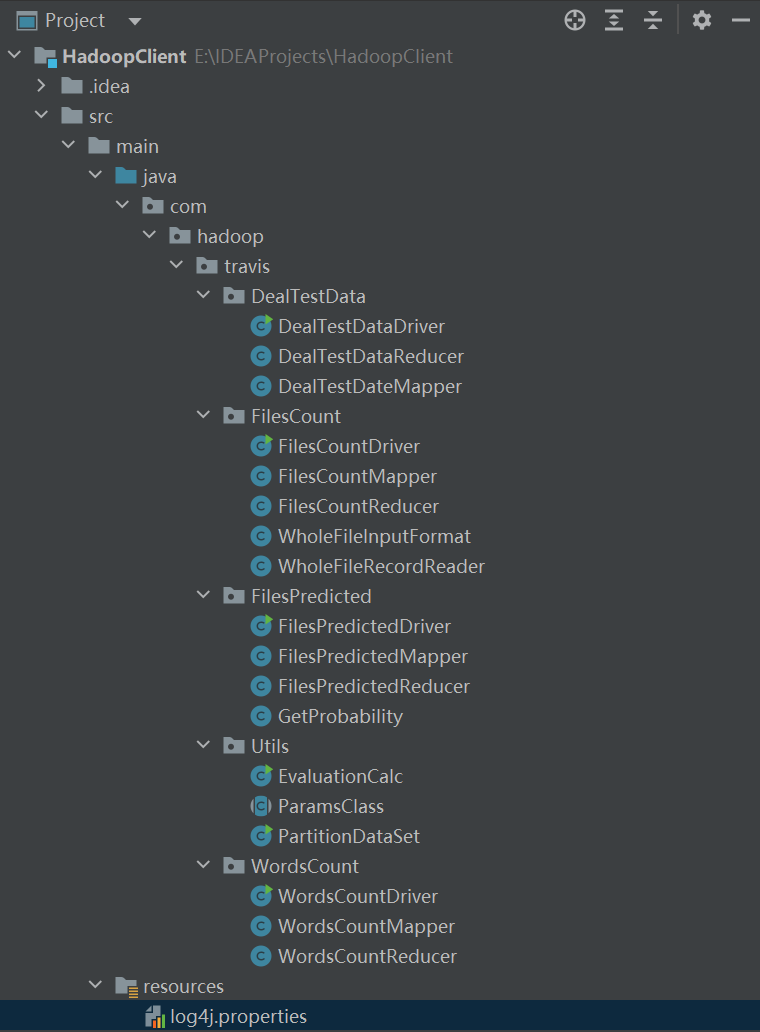 Project
HadoopClient E:\IDEAProjects\HadoopClient
.idea
src
main
java
com
hadoop
travis
DealTestData
DealTestDataDriver
DealTestDataReducer
DealTestDateMapper
FilesCount
FilesCountDriver
FilesCountMapper
FilesCountReducer
WholeFileInputFormat
WholeFileRecordReader
FilesPredicted
FilesPredictedDriver
FilesPredictedMapper
FilesPredictedReducer
GetProbability
Utils
EvaluationCalc
ParamsClass
PartitionDataSet
WordsCount
WordsCountDriver
WordsCountMapper
WordsCountReducer
resources
log4j.properties